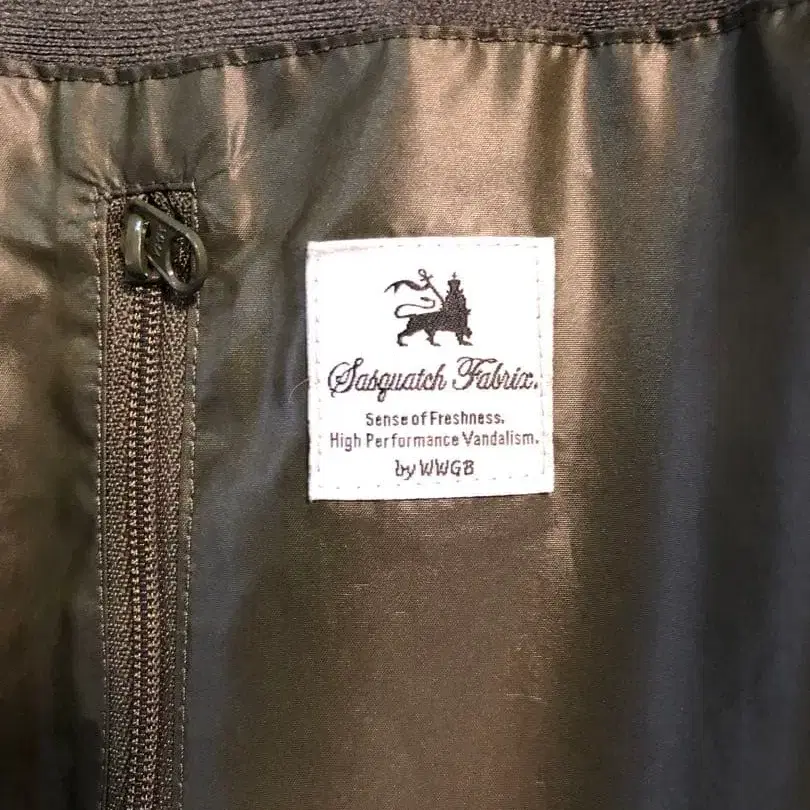 Sasquatch Fabrix.
Sense of Freshness.
High Performance Vandalism.
by WWGB